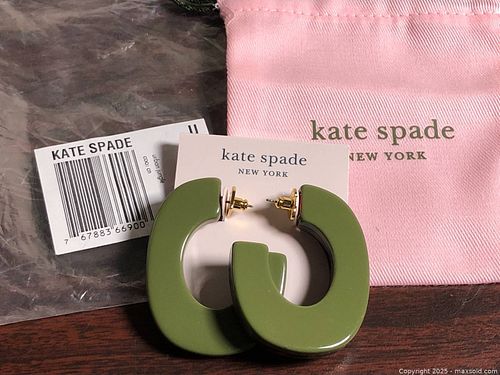 kate spade
NEW YORK
KATE SPADE
7 67883 66900
kate spade
NEW YORK
Copyright 2025 - maxsold.com